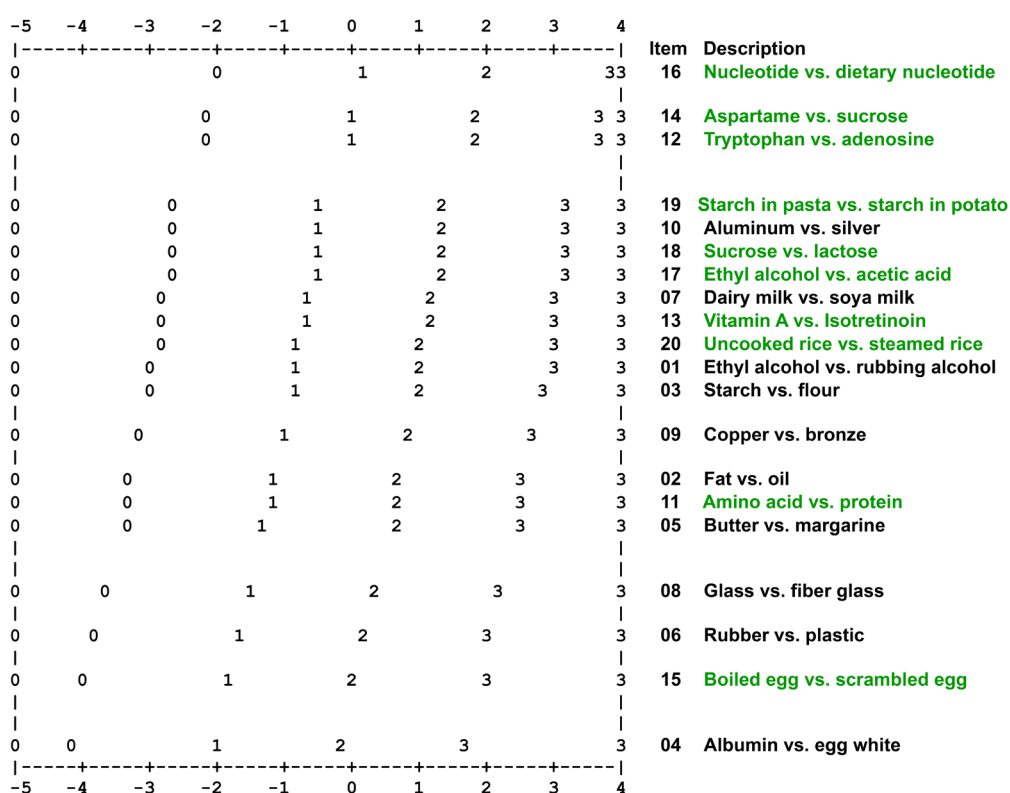 -5 -4 -3 -2 -1 0 1 2 3 4
|------+------+------+------+------+------+------+------+------| Item Description
0 0 1 2 33 16 Nucleotide vs. dietary nucleotide
| |
0 0 1 2 3 3 14 Aspartame vs. sucrose
0 0 1 2 3 3 12 Tryptophan vs. adenosine
| |
| |
0 0 1 2 3 3 19 Starch in pasta vs. starch in potato
0 0 1 2 3 3 10 Aluminum vs. silver
0 0 1 2 3 3 18 Sucrose vs. lactose
0 0 1 2 3 3 17 Ethyl alcohol vs. acetic acid
0 0 1 2 3 3 07 Dairy milk vs. soya milk
0 0 1 2 3 3 13 Vitamin A vs. Isotretinoin
0 0 1 2 3 3 20 Uncooked rice vs. steamed rice
0 0 1 2 3 3 01 Ethyl alcohol vs. rubbing alcohol
0 0 1 2 3 3 03 Starch vs. flour
| |
0 0 1 2 3 3 09 Copper vs. bronze
| |
0 0 1 2 3 3 02 Fat vs. oil
0 0 1 2 3 3 11 Amino acid vs. protein
0 0 1 2 3 3 05 Butter vs. margarine
| |
| |
0 0 1 2 3 3 08 Glass vs. fiber glass
| |
0 0 1 2 3 3 06 Rubber vs. plastic
| |
0 0 1 2 3 3 15 Boiled egg vs. scrambled egg
| |
| |
0 0 1 2 3 3 04 Albumin vs. egg white
|------+------+------+------+------+------+------+------+------|
-5 -4 -3 -2 -1 0 1 2 3 4